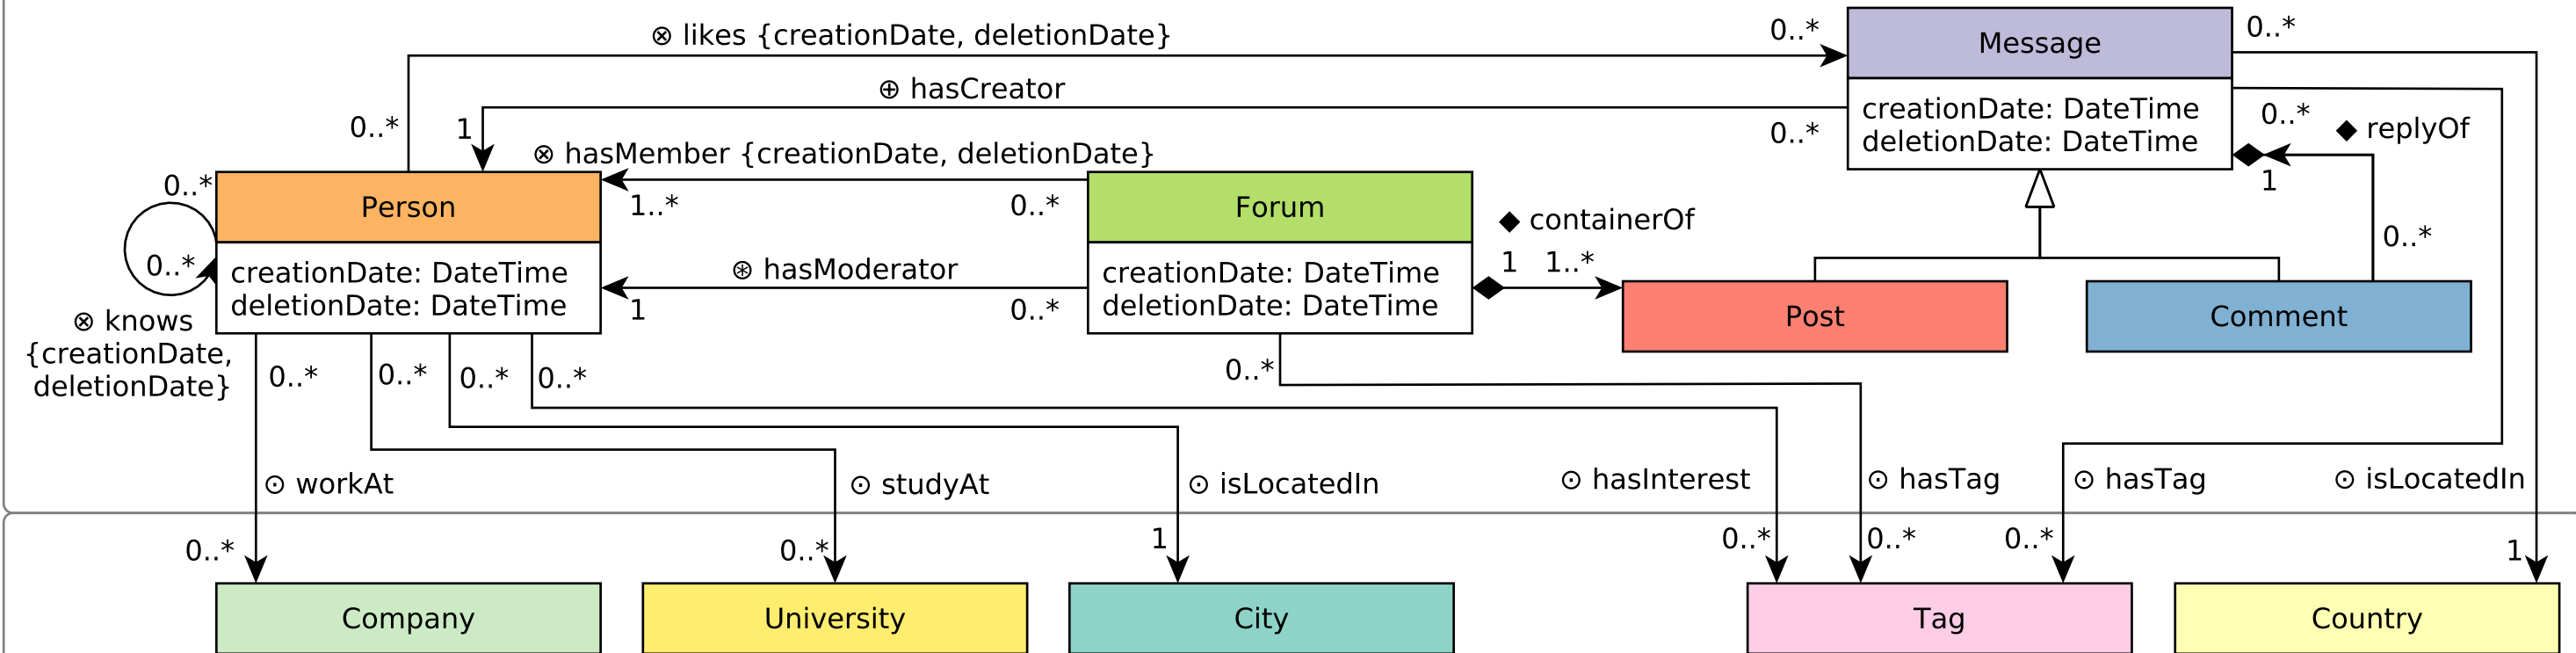 ⊗ likes {creationDate, deletionDate}
0..*
Message
0..*
⊕ hasCreator
creationDate: DateTime
deletionDate: DateTime
0..*
◆ replyOf
0..*
1
0..*
⊗ hasMember {creationDate, deletionDate}
1
0..*
0..*
Person
1..*
0..*
Forum
◆ containerOf
0..*
0..*
creationDate: DateTime
deletionDate: DateTime
⊛ hasModerator
1
0..*
creationDate: DateTime
deletionDate: DateTime
1
1..*
Post
Comment
⊗ knows
{creationDate,
deletionDate}
0..*
0..*
0..*
0..*
0..*
⊙ workAt
⊙ studyAt
⊙ isLocatedIn
⊙ hasInterest
⊙ hasTag
⊙ hasTag
⊙ isLocatedIn
0..*
0..*
1
0..*
0..*
0..*
1
Company
University
City
Tag
Country